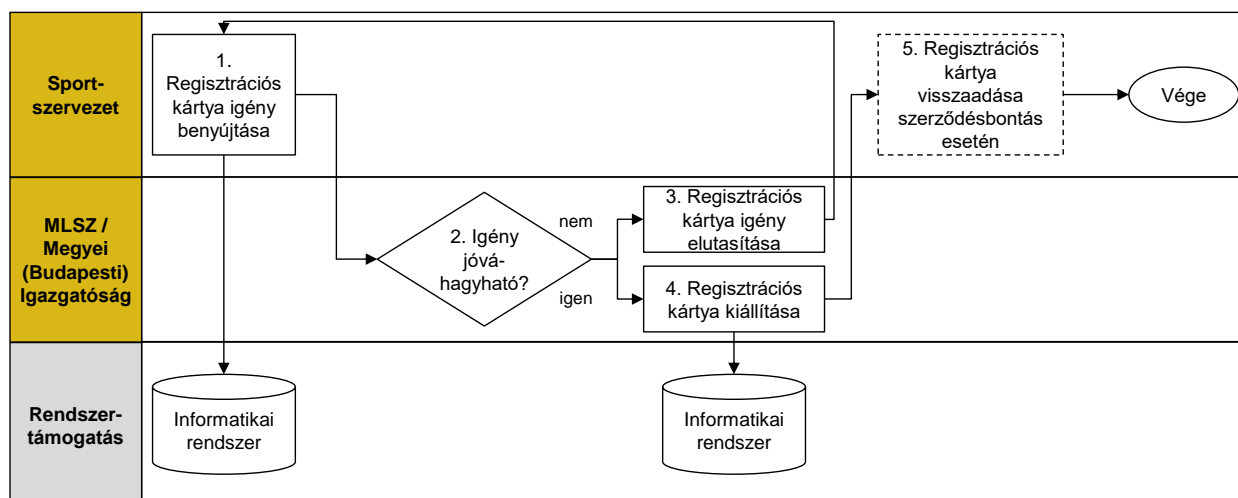 Sport-
szervezet
1.
Regisztrációs
kártya igény
benyújtása
5. Regisztrációs
kártya
visszaadása
szerződésbontás
esetén
Vége
MLSZ /
Megyei
(Budapesti)
Igazgatóság
2. Igény
jóvá-
hagyható?
nem
igen
3. Regisztrációs
kártya igény
elutasítása
4. Regisztrációs
kártya kiállítása
Rendszer-
támogatás
Informatikai
rendszer
Informatikai
rendszer